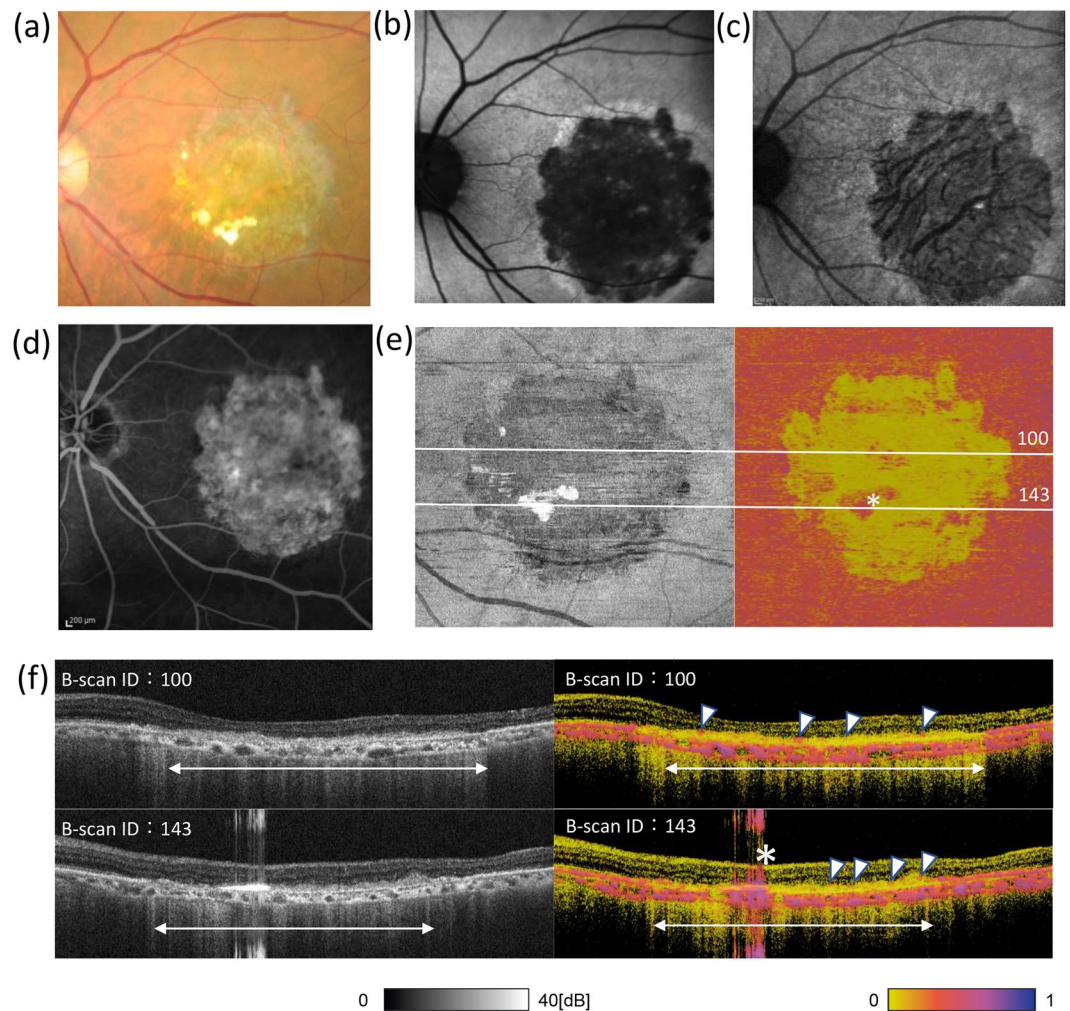 (a)
(b)
(c)
(d)
200 μm
(e)
100
143
*
(f)
B-scan ID：100
B-scan ID：100
B-scan ID：143
B-scan ID：143
*
0
40[dB]
0
1